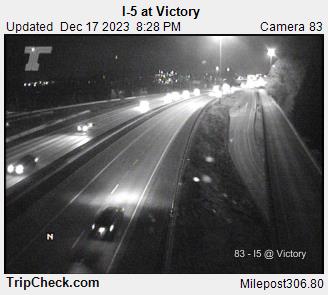 I-5 at Victory
Updated Dec 17 2023 8:28 PM Camera 83
T
N
83 - I5 @ Victory
TripCheck.com Milepost306.80